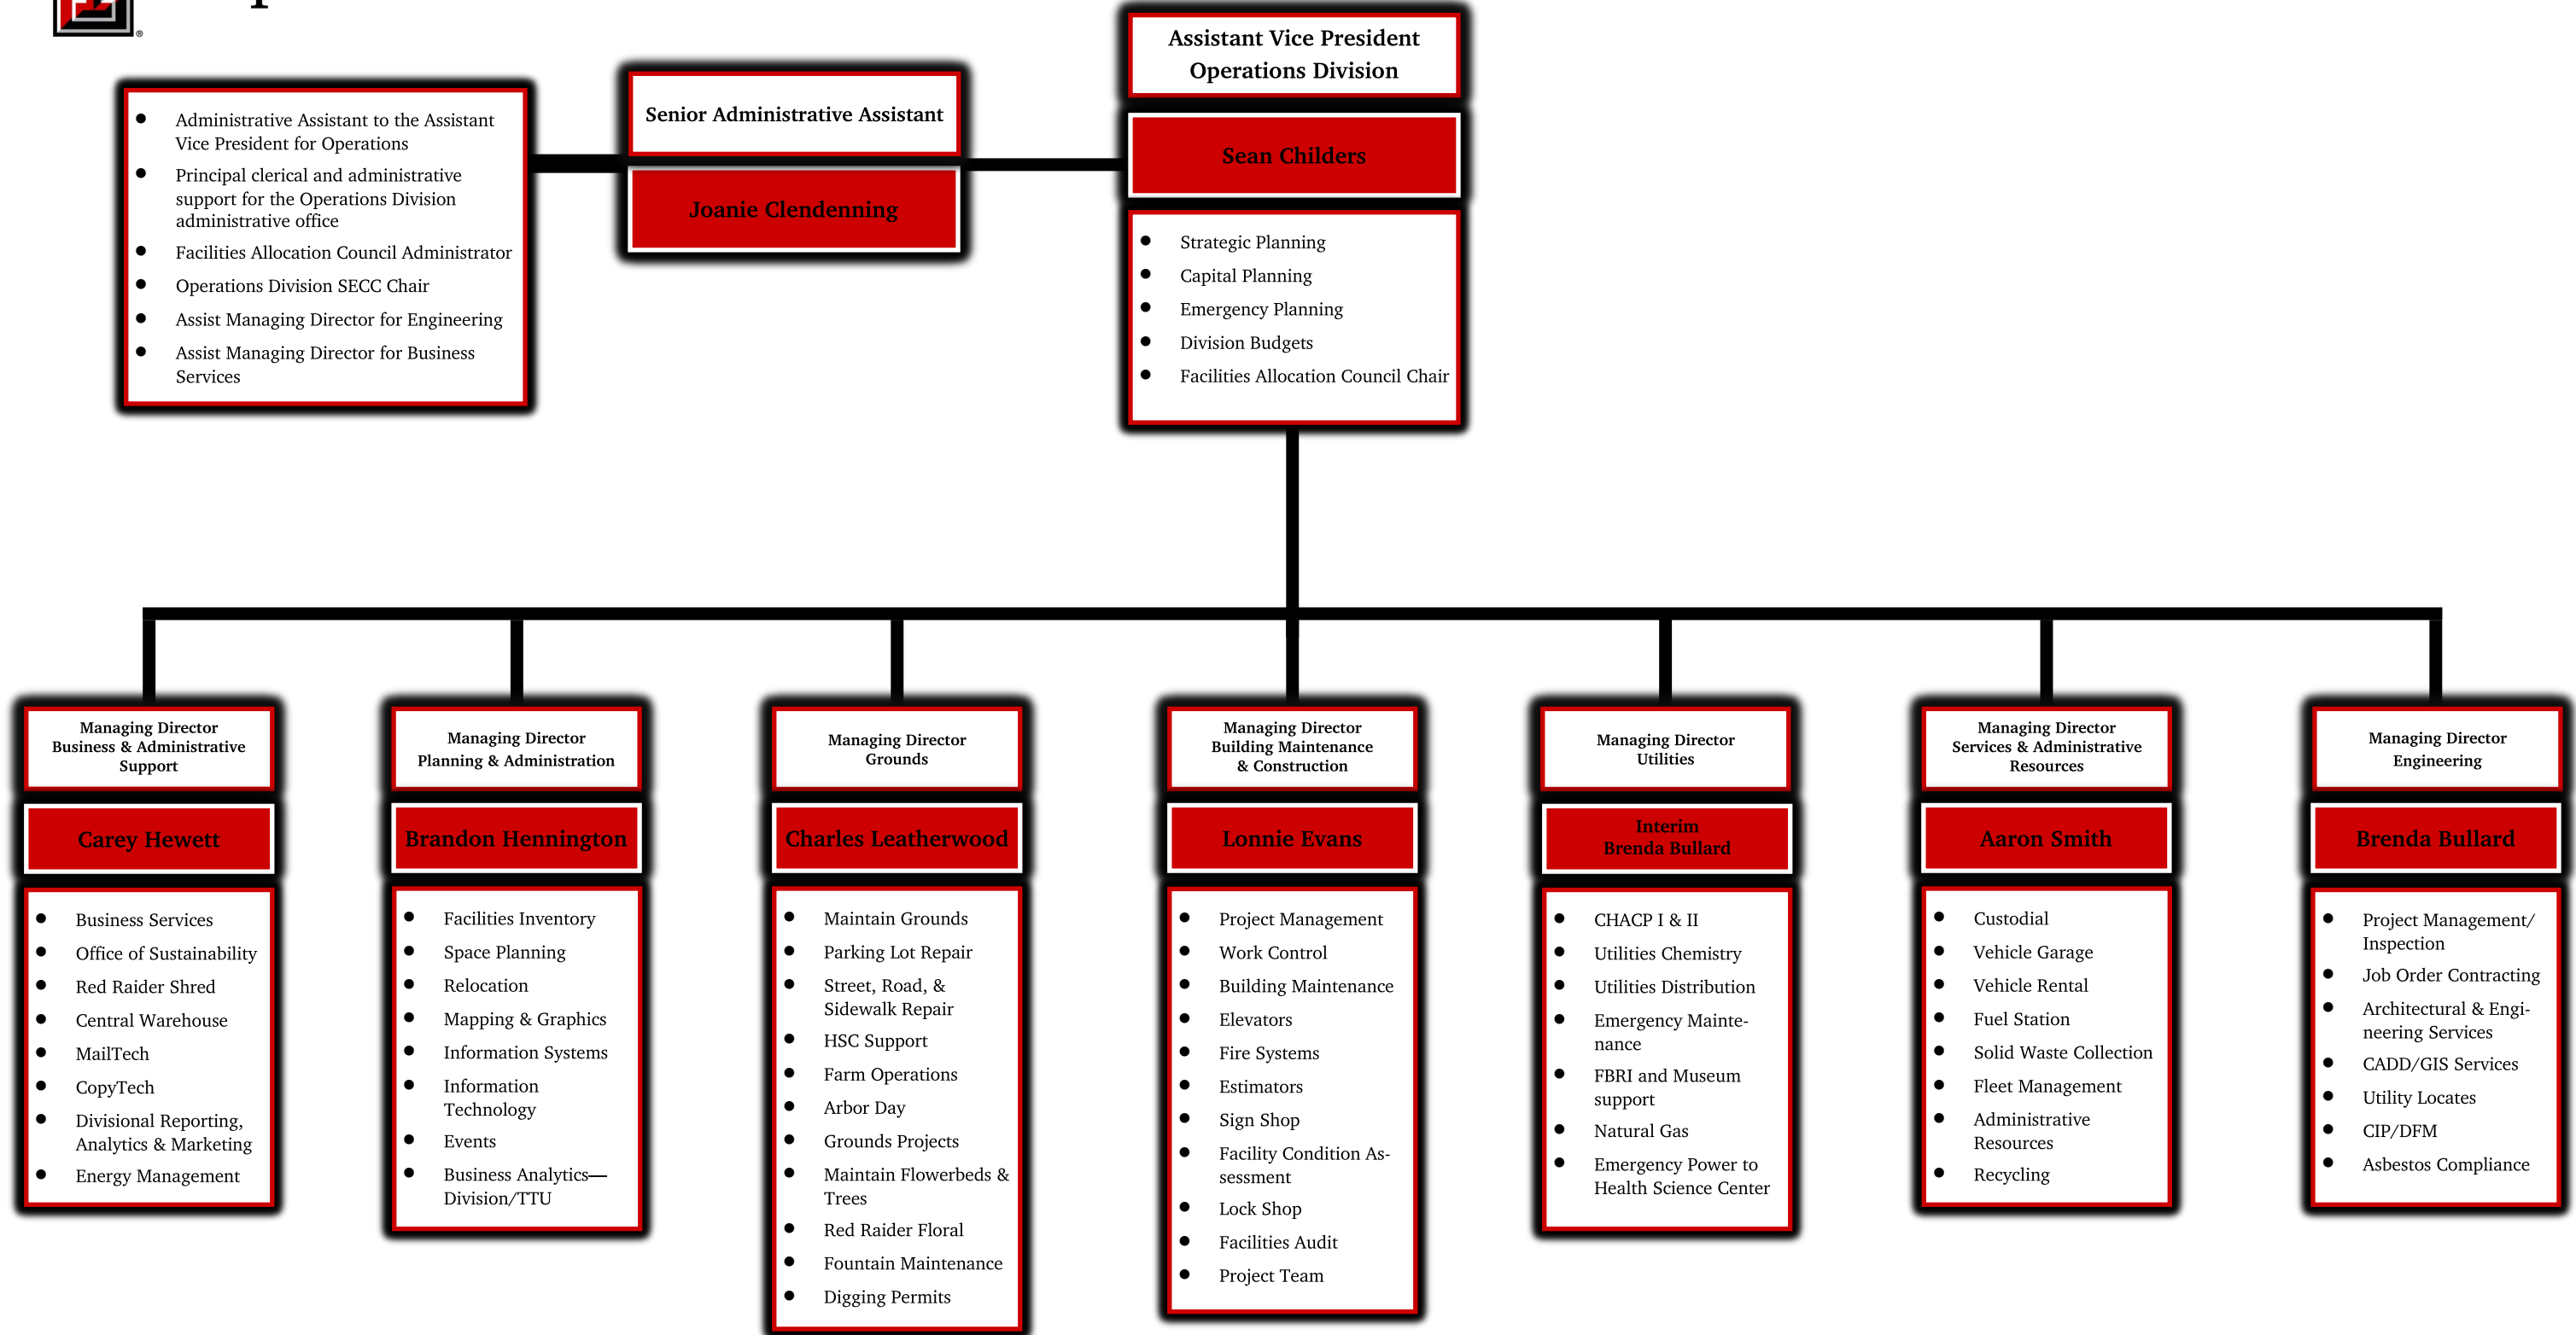 ®
Assistant Vice President
Operations Division
Sean Childers
Strategic Planning
Capital Planning
Emergency Planning
Division Budgets
Facilities Allocation Council Chair
Senior Administrative Assistant
Joanie Clendenning
Administrative Assistant to the Assistant
Vice President for Operations
Principal clerical and administrative
support for the Operations Division
administrative office
Facilities Allocation Council Administrator
Operations Division SECC Chair
Assist Managing Director for Engineering
Assist Managing Director for Business
Services
Managing Director
Business & Administrative
Support
Carey Hewett
Business Services
Office of Sustainability
Red Raider Shred
Central Warehouse
MailTech
CopyTech
Divisional Reporting,
Analytics & Marketing
Energy Management
Managing Director
Planning & Administration
Brandon Hennington
Facilities Inventory
Space Planning
Relocation
Mapping & Graphics
Information Systems
Information
Technology
Events
Business Analytics—
Division/TTU
Managing Director
Grounds
Charles Leatherwood
Maintain Grounds
Parking Lot Repair
Street, Road, &
Sidewalk Repair
HSC Support
Farm Operations
Arbor Day
Grounds Projects
Maintain Flowerbeds &
Trees
Red Raider Floral
Fountain Maintenance
Digging Permits
Managing Director
Building Maintenance
& Construction
Lonnie Evans
Project Management
Work Control
Building Maintenance
Elevators
Fire Systems
Estimators
Sign Shop
Facility Condition As-
sessment
Lock Shop
Facilities Audit
Project Team
Managing Director
Utilities
Interim
Brenda Bullard
CHACP I & II
Utilities Chemistry
Utilities Distribution
Emergency Mainte-
nance
FBRI and Museum
support
Natural Gas
Emergency Power to
Health Science Center
Managing Director
Services & Administrative
Resources
Aaron Smith
Custodial
Vehicle Garage
Vehicle Rental
Fuel Station
Solid Waste Collection
Fleet Management
Administrative
Resources
Recycling
Managing Director
Engineering
Brenda Bullard
Project Management/
Inspection
Job Order Contracting
Architectural & Engi-
neering Services
CADD/GIS Services
Utility Locates
CIP/DFM
Asbestos Compliance